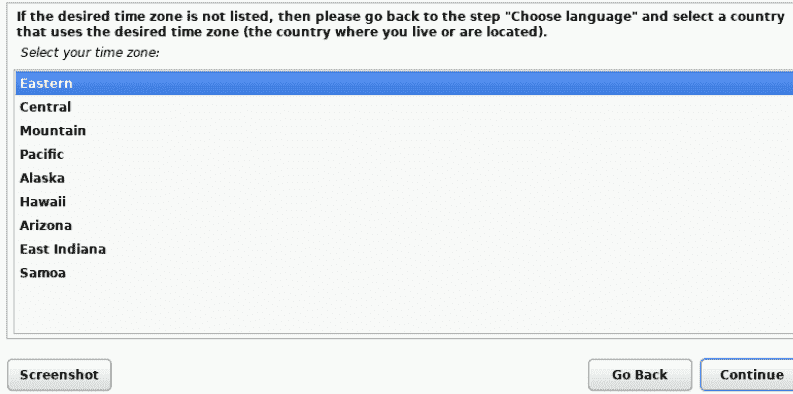 If the desired time zone is not listed, then please go back to the step "Choose language" and select a country
that uses the desired time zone (the country where you live or are located).
Select your time zone:
Eastern
Central
Mountain
Pacific
Alaska
Hawaii
Arizona
East Indiana
Samoa
Screenshot
Go Back
Continue